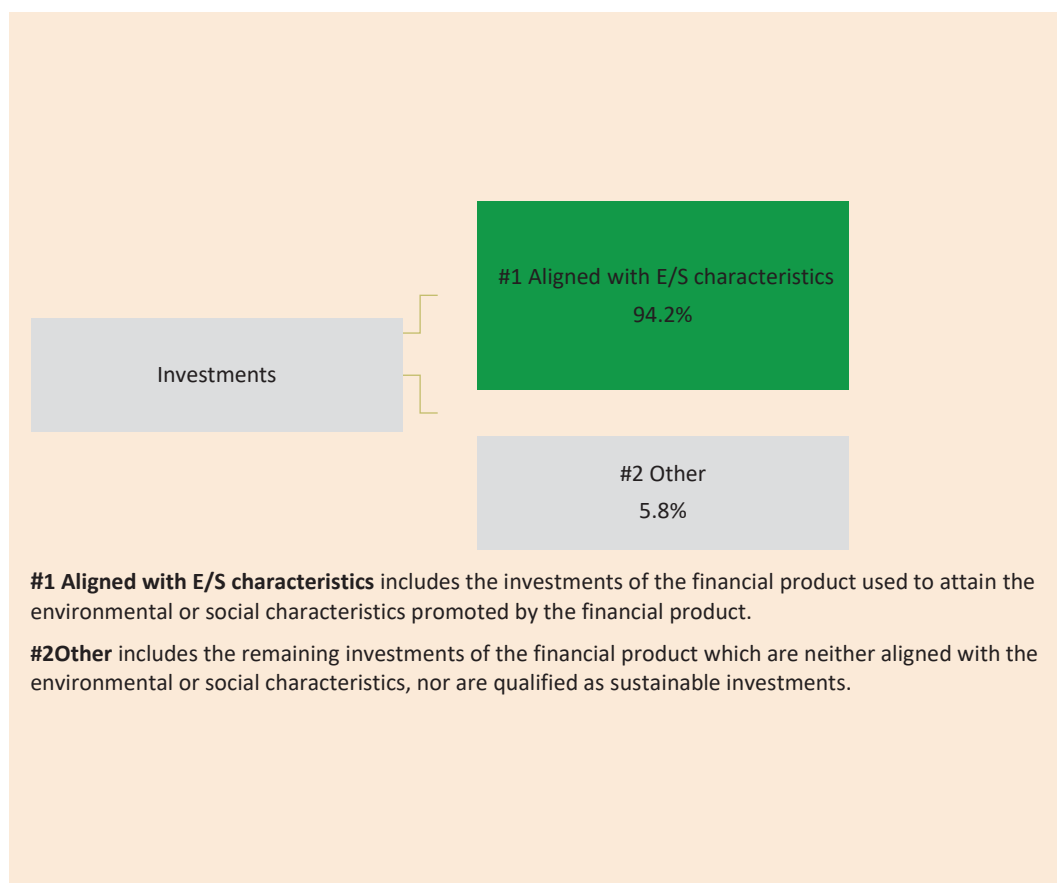 #1 Aligned with E/S characteristics
94.2%
Investments
#2 Other
5.8%
#1 Aligned with E/S characteristics includes the investments of the financial product used to attain the
environmental or social characteristics promoted by the financial product.
#2Other includes the remaining investments of the financial product which are neither aligned with the
environmental or social characteristics, nor are qualified as sustainable investments.